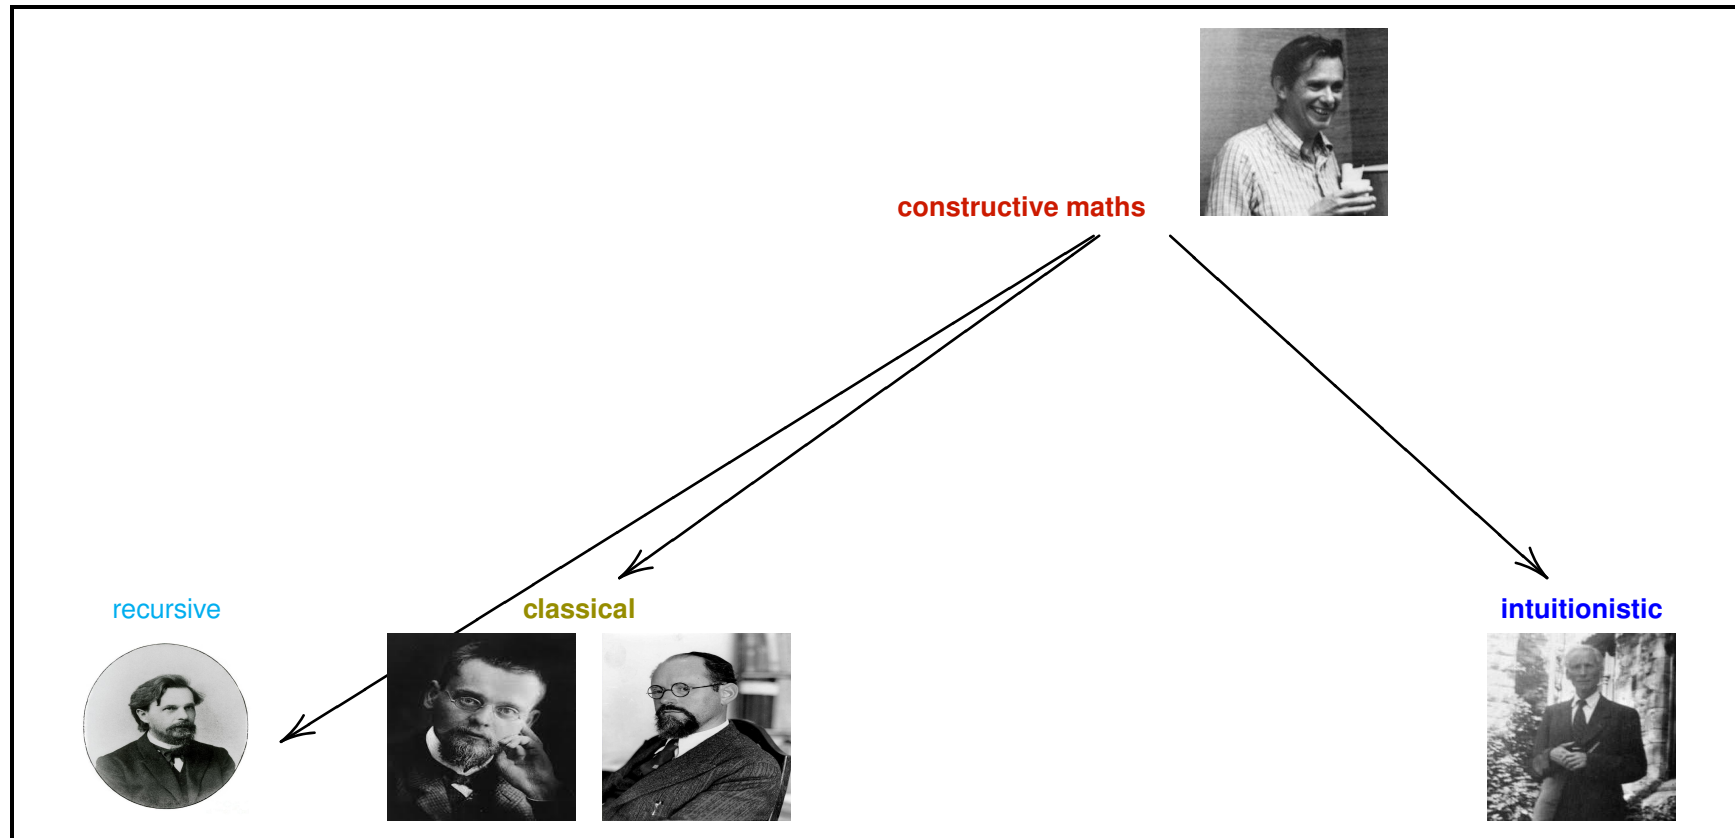 constructive maths
recursive
classical
intuitionistic